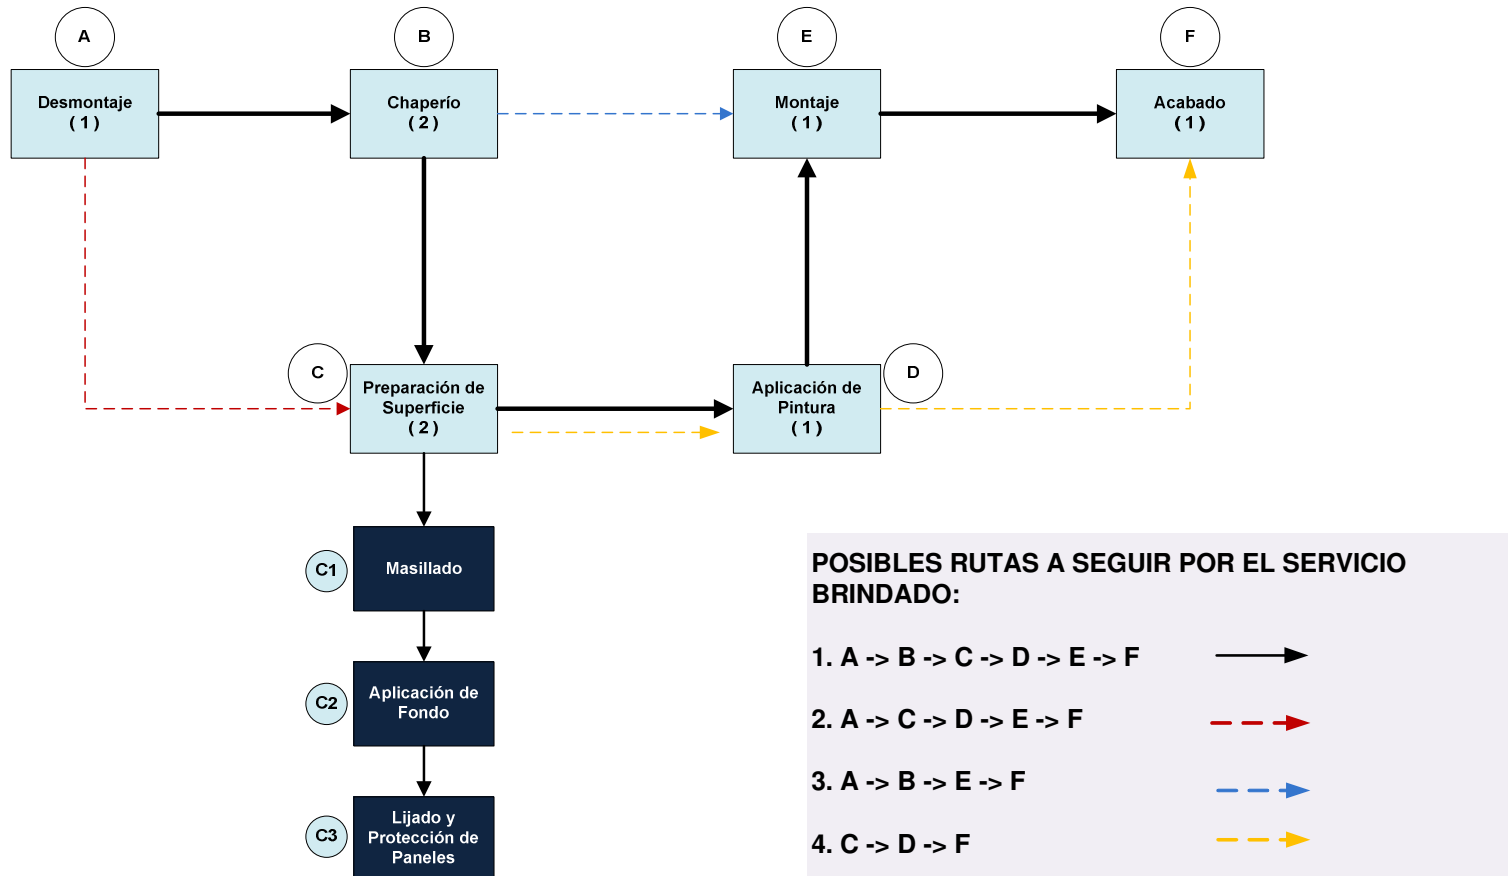 A
B
E
F
Desmontaje
( 1 )
Chaperío
( 2 )
Montaje
( 1 )
Acabado
( 1 )
C
Preparación de
Superficie
( 2 )
Aplicación de
Pintura
( 1 )
D
C1
Masillado
C2
Aplicación de
Fondo
C3
Lijado y
Protección de
Paneles
POSIBLES RUTAS A SEGUIR POR EL SERVICIO
BRINDADO:
1. A -> B -> C -> D -> E -> F
2. A -> C -> D -> E -> F
3. A -> B -> E -> F
4. C -> D -> F